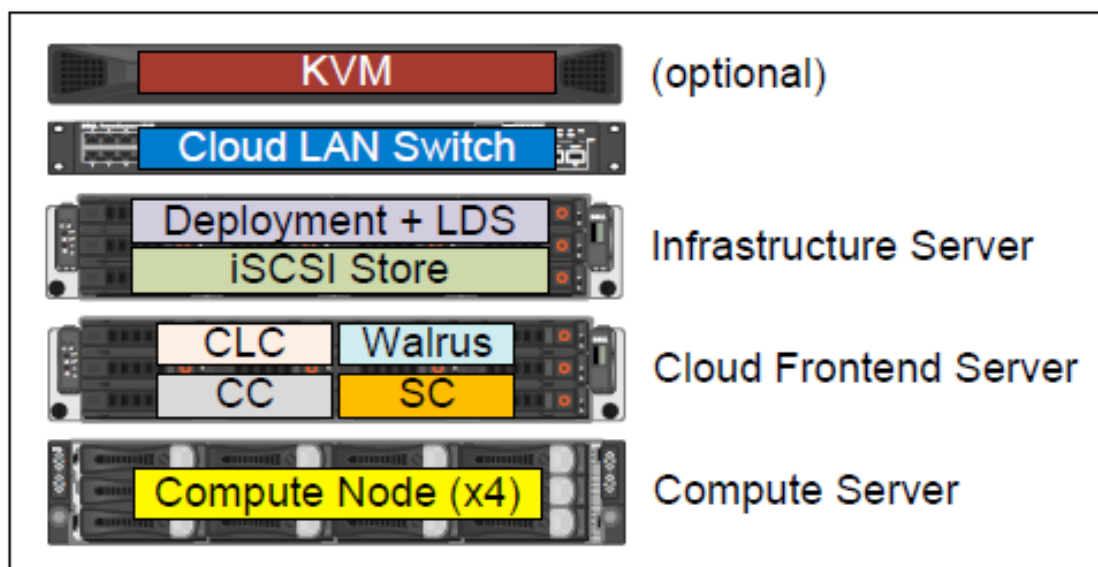 KVM (optional)
Cloud LAN Switch
Deployment + LDS
iSCSI Store
Infrastructure Server
CLC Walrus
CC SC
Cloud Frontend Server
Compute Node (x4) Compute Server